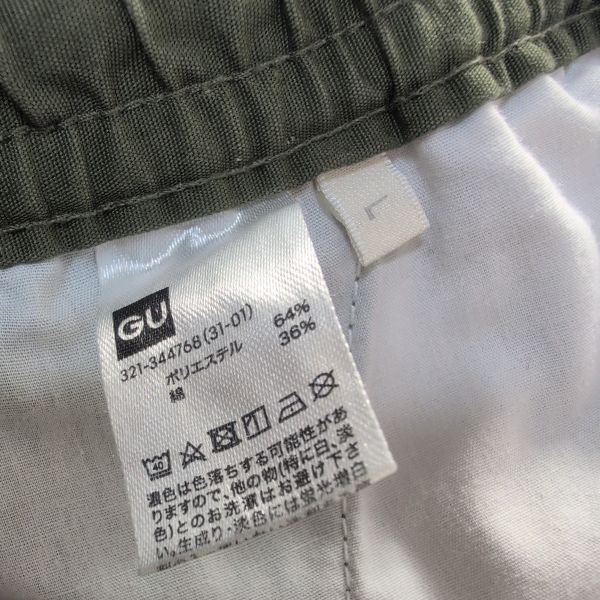 L
GU
321-344768(31-01)
ポリエステル 64%
綿 36%
40
濃色は色落ちする可能性があ
りますので、他の物(特に白、淡
色)とのお洗濯はお避け下さ
い。生成り・淡色には蛍光増白